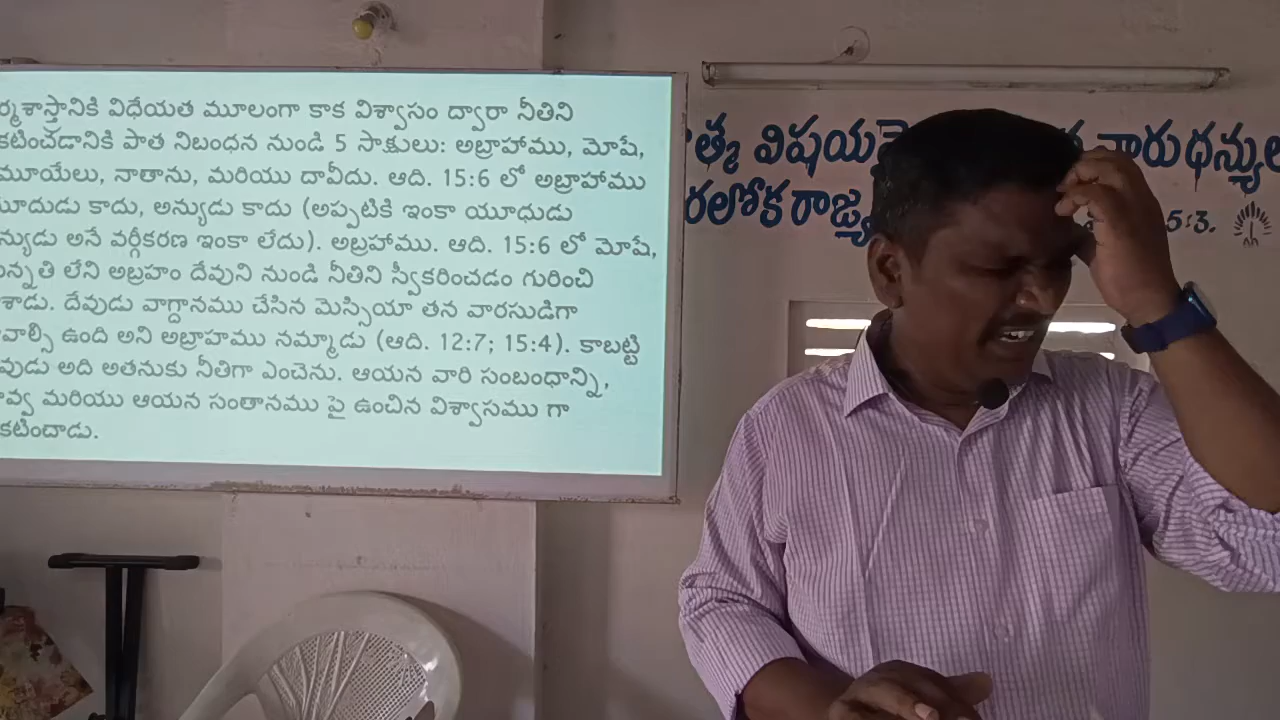 ర్మశాస్త్రానికి విధేయత మూలంగా కాక విశ్వాసం ద్వారా నీతిని
కటించడానికి పాత నిబంధన నుండి 5 సాక్షులు: అబ్రాహాము, మోషే,
మూయేలు, నాతాను, మరియు దావీదు. ఆది. 15:6 లో అబ్రాహాము
యూదుడు కాదు, అన్యుడు కాదు (అప్పటికి ఇంకా యూధుడు
న్యుడు అనే వర్గీకరణ ఇంకా లేదు). అబ్రహాము. ఆది. 15:6 లో మోషే,
న్నతి లేని అబ్రహం దేవుని నుండి నీతిని స్వీకరించడం గురించి
శాడు. దేవుడు వాగ్దానము చేసిన మెస్సియా తన వారసుడిగా
వాల్సి ఉంది అని అబ్రాహాము నమ్మాడు (ఆది. 12:7; 15:4). కాబట్టి
వుడు అది అతనుకు నీతిగా ఎంచెను. ఆయన వారి సంబంధాన్ని,
వ్వ మరియు ఆయన సంతానము పై ఉంచిన విశ్వాసము గా
కటించాడు.
త్మ విషయమై వారు ధన్యుల
రలోక రాజ్య 5:3.